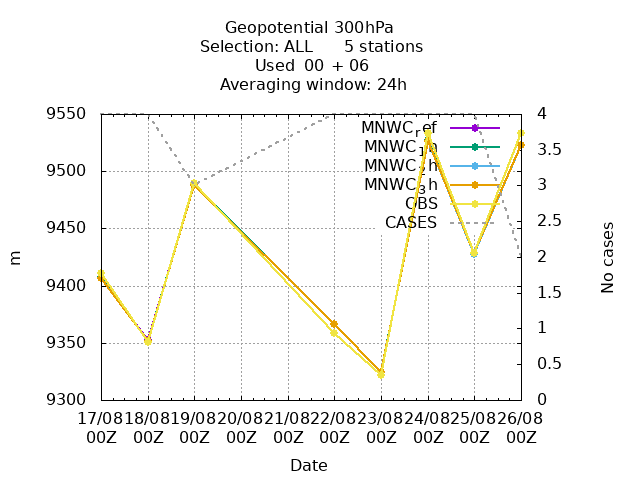 Geopotential 300hPa
Selection: ALL 5 stations
Used 00 + 06
Averaging window: 24h
9550
9500
9450
9400
9350
9300
m
4
3.5
3
2.5
2
1.5
1
0.5
0
No cases
MNWC_ref
MNWC_1h
MNWC_2h
MNWC_3h
OBS
CASES
17/08 18/08 19/08 20/08 21/08 22/08 23/08 24/08 25/08 26/08
00Z 00Z 00Z 00Z 00Z 00Z 00Z 00Z 00Z 00Z
Date